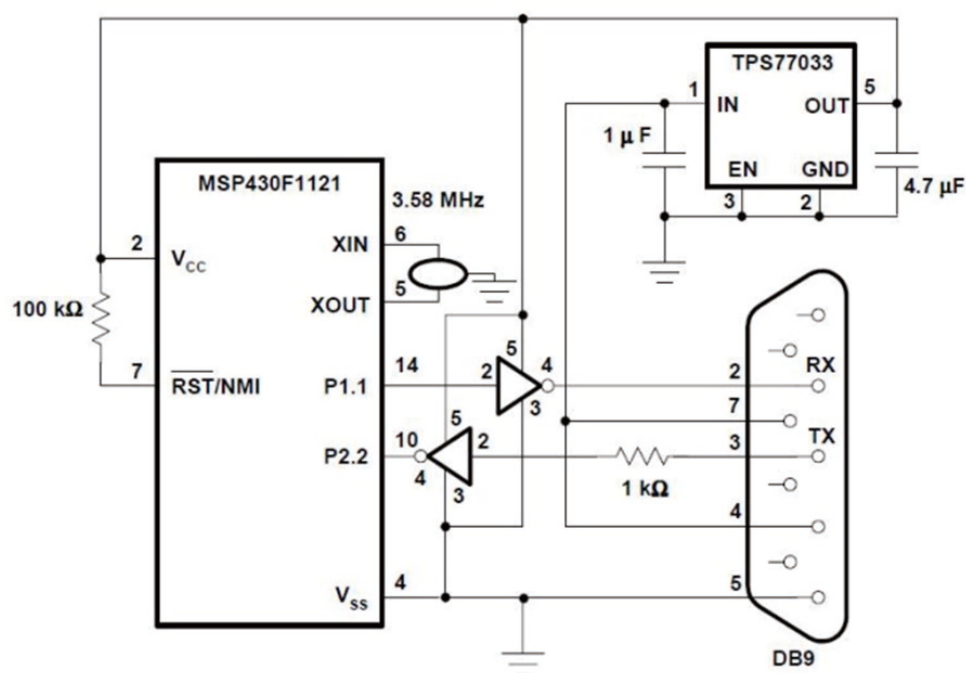 TPS77033
1
IN
OUT
5
1 µ F
EN
GND
3
2
4.7 µF
MSP430F1121
3.58 MHz
XIN
6
2
VCC
XOUT
5
100 kΩ
5
4
7
RST/NMI
P1.1
14
2
3
2
RX
7
P2.2
10
5
2
4
3
3
TX
1 kΩ
4
VSS
4
5
DB9